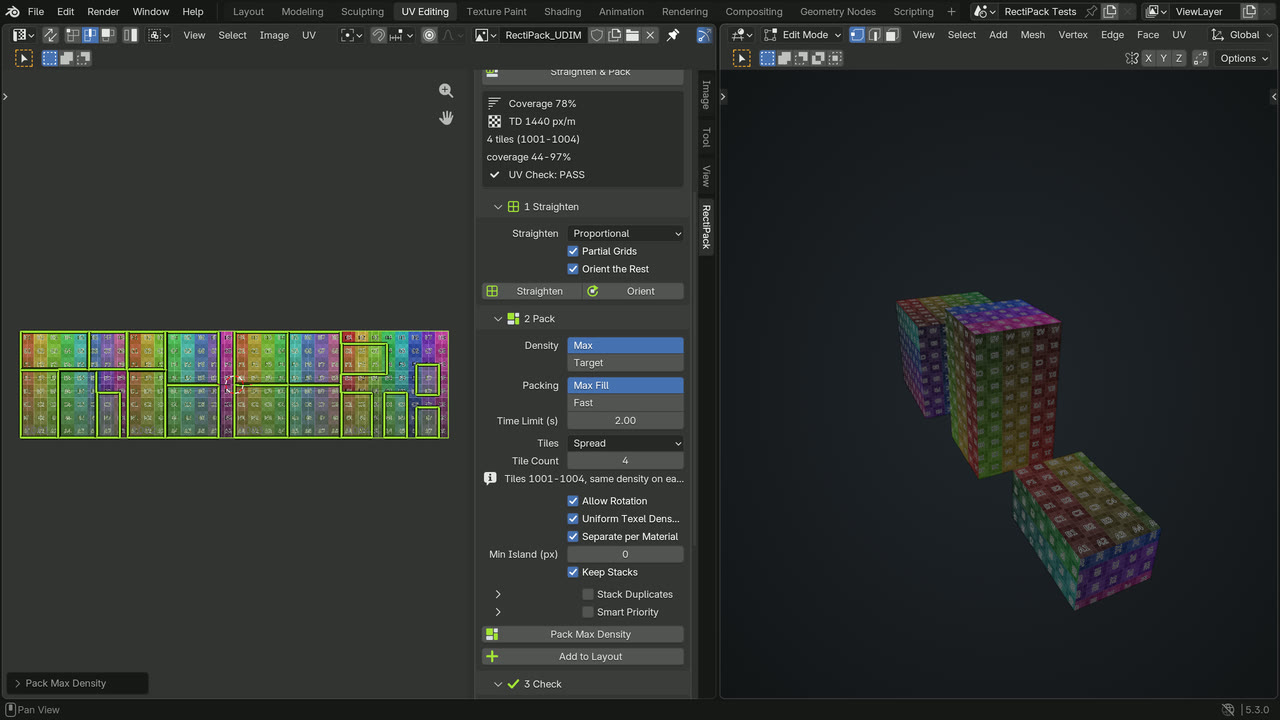 File Edit Render Window Help Layout Modeling Sculpting UV Editing Texture Paint Shading Animation Rendering Compositing Geometry Nodes Scripting RectiPack Tests ViewLayer
View Select Image UV RectiPack_UDIM Edit Mode View Select Add Mesh Vertex Edge Face UV Global
X Y Z Options
Straighten & Pack
Coverage 78%
TD 1440 px/m
4 tiles (1001-1004)
coverage 44-97%
UV Check: PASS
1 Straighten
Straighten Proportional
Partial Grids
Orient the Rest
Straighten Orient
2 Pack
Density Max
Target
Packing Max Fill
Fast
Time Limit (s) 2.00
Tiles Spread
Tile Count 4
Tiles 1001-1004, same density on ea...
Allow Rotation
Uniform Texel Dens...
Separate per Material
Min Island (px) 0
Keep Stacks
Stack Duplicates
Smart Priority
Pack Max Density
Add to Layout
3 Check
Image
Tool
View
RectiPack
Pack Max Density
Pan View 5.3.0